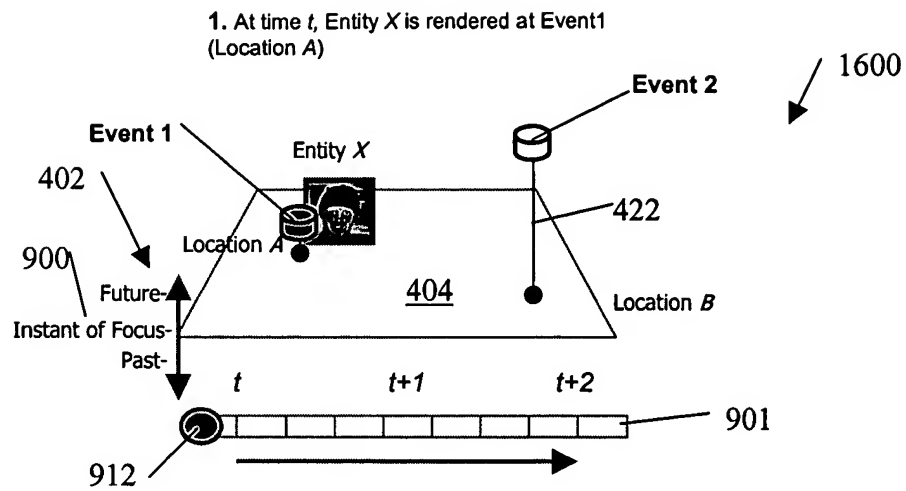 1. At time t, Entity X is rendered at Event1
(Location A)
1600
Event 2
Event 1
Entity X
402
422
Location A
900
404
Future-
Location B
Instant of Focus-
Past-
t t+1 t+2
901
912